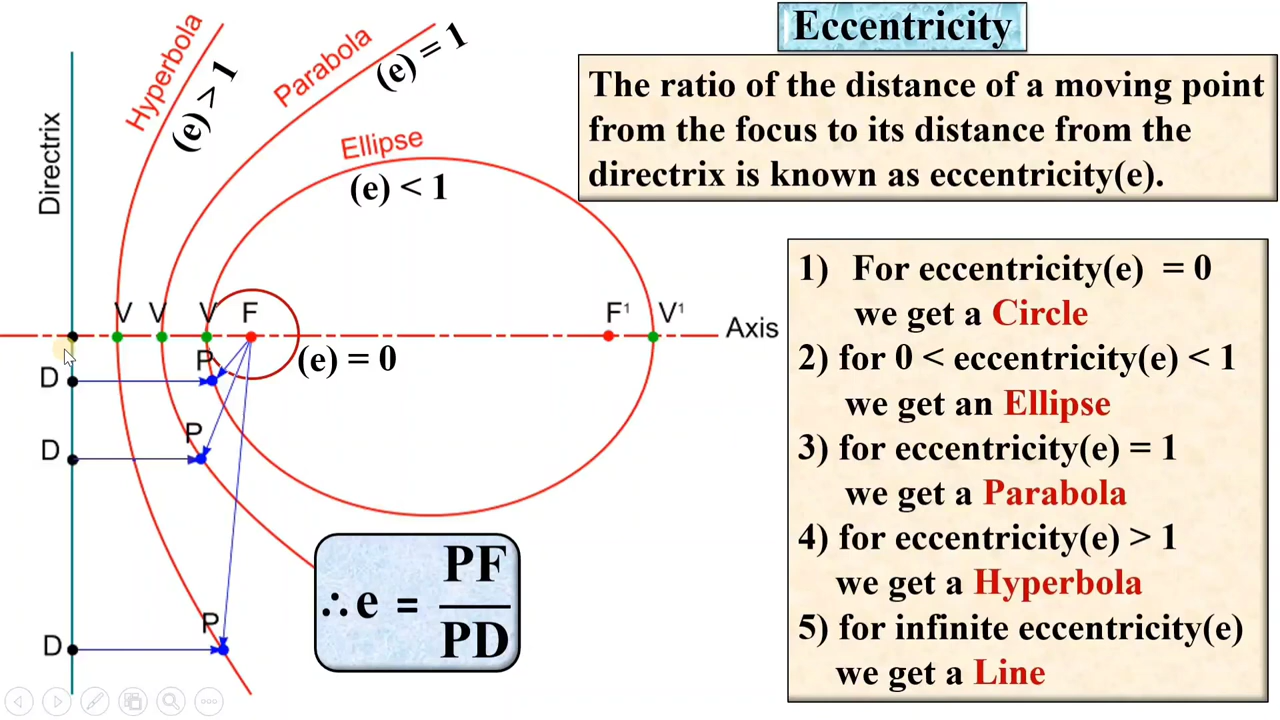 Eccentricity
The ratio of the distance of a moving point
from the focus to its distance from the
directrix is known as eccentricity(e).
Directrix
Hyperbola
(e) > 1
Parabola
(e) = 1
Ellipse
(e) < 1
V V V F F¹ V¹
Axis
(e) = 0
P
D
P
D
P
D
∴ e = PF
PD
1) For eccentricity(e) = 0
we get a Circle
2) for 0 < eccentricity(e) < 1
we get an Ellipse
3) for eccentricity(e) = 1
we get a Parabola
4) for eccentricity(e) > 1
we get a Hyperbola
5) for infinite eccentricity(e)
we get a Line